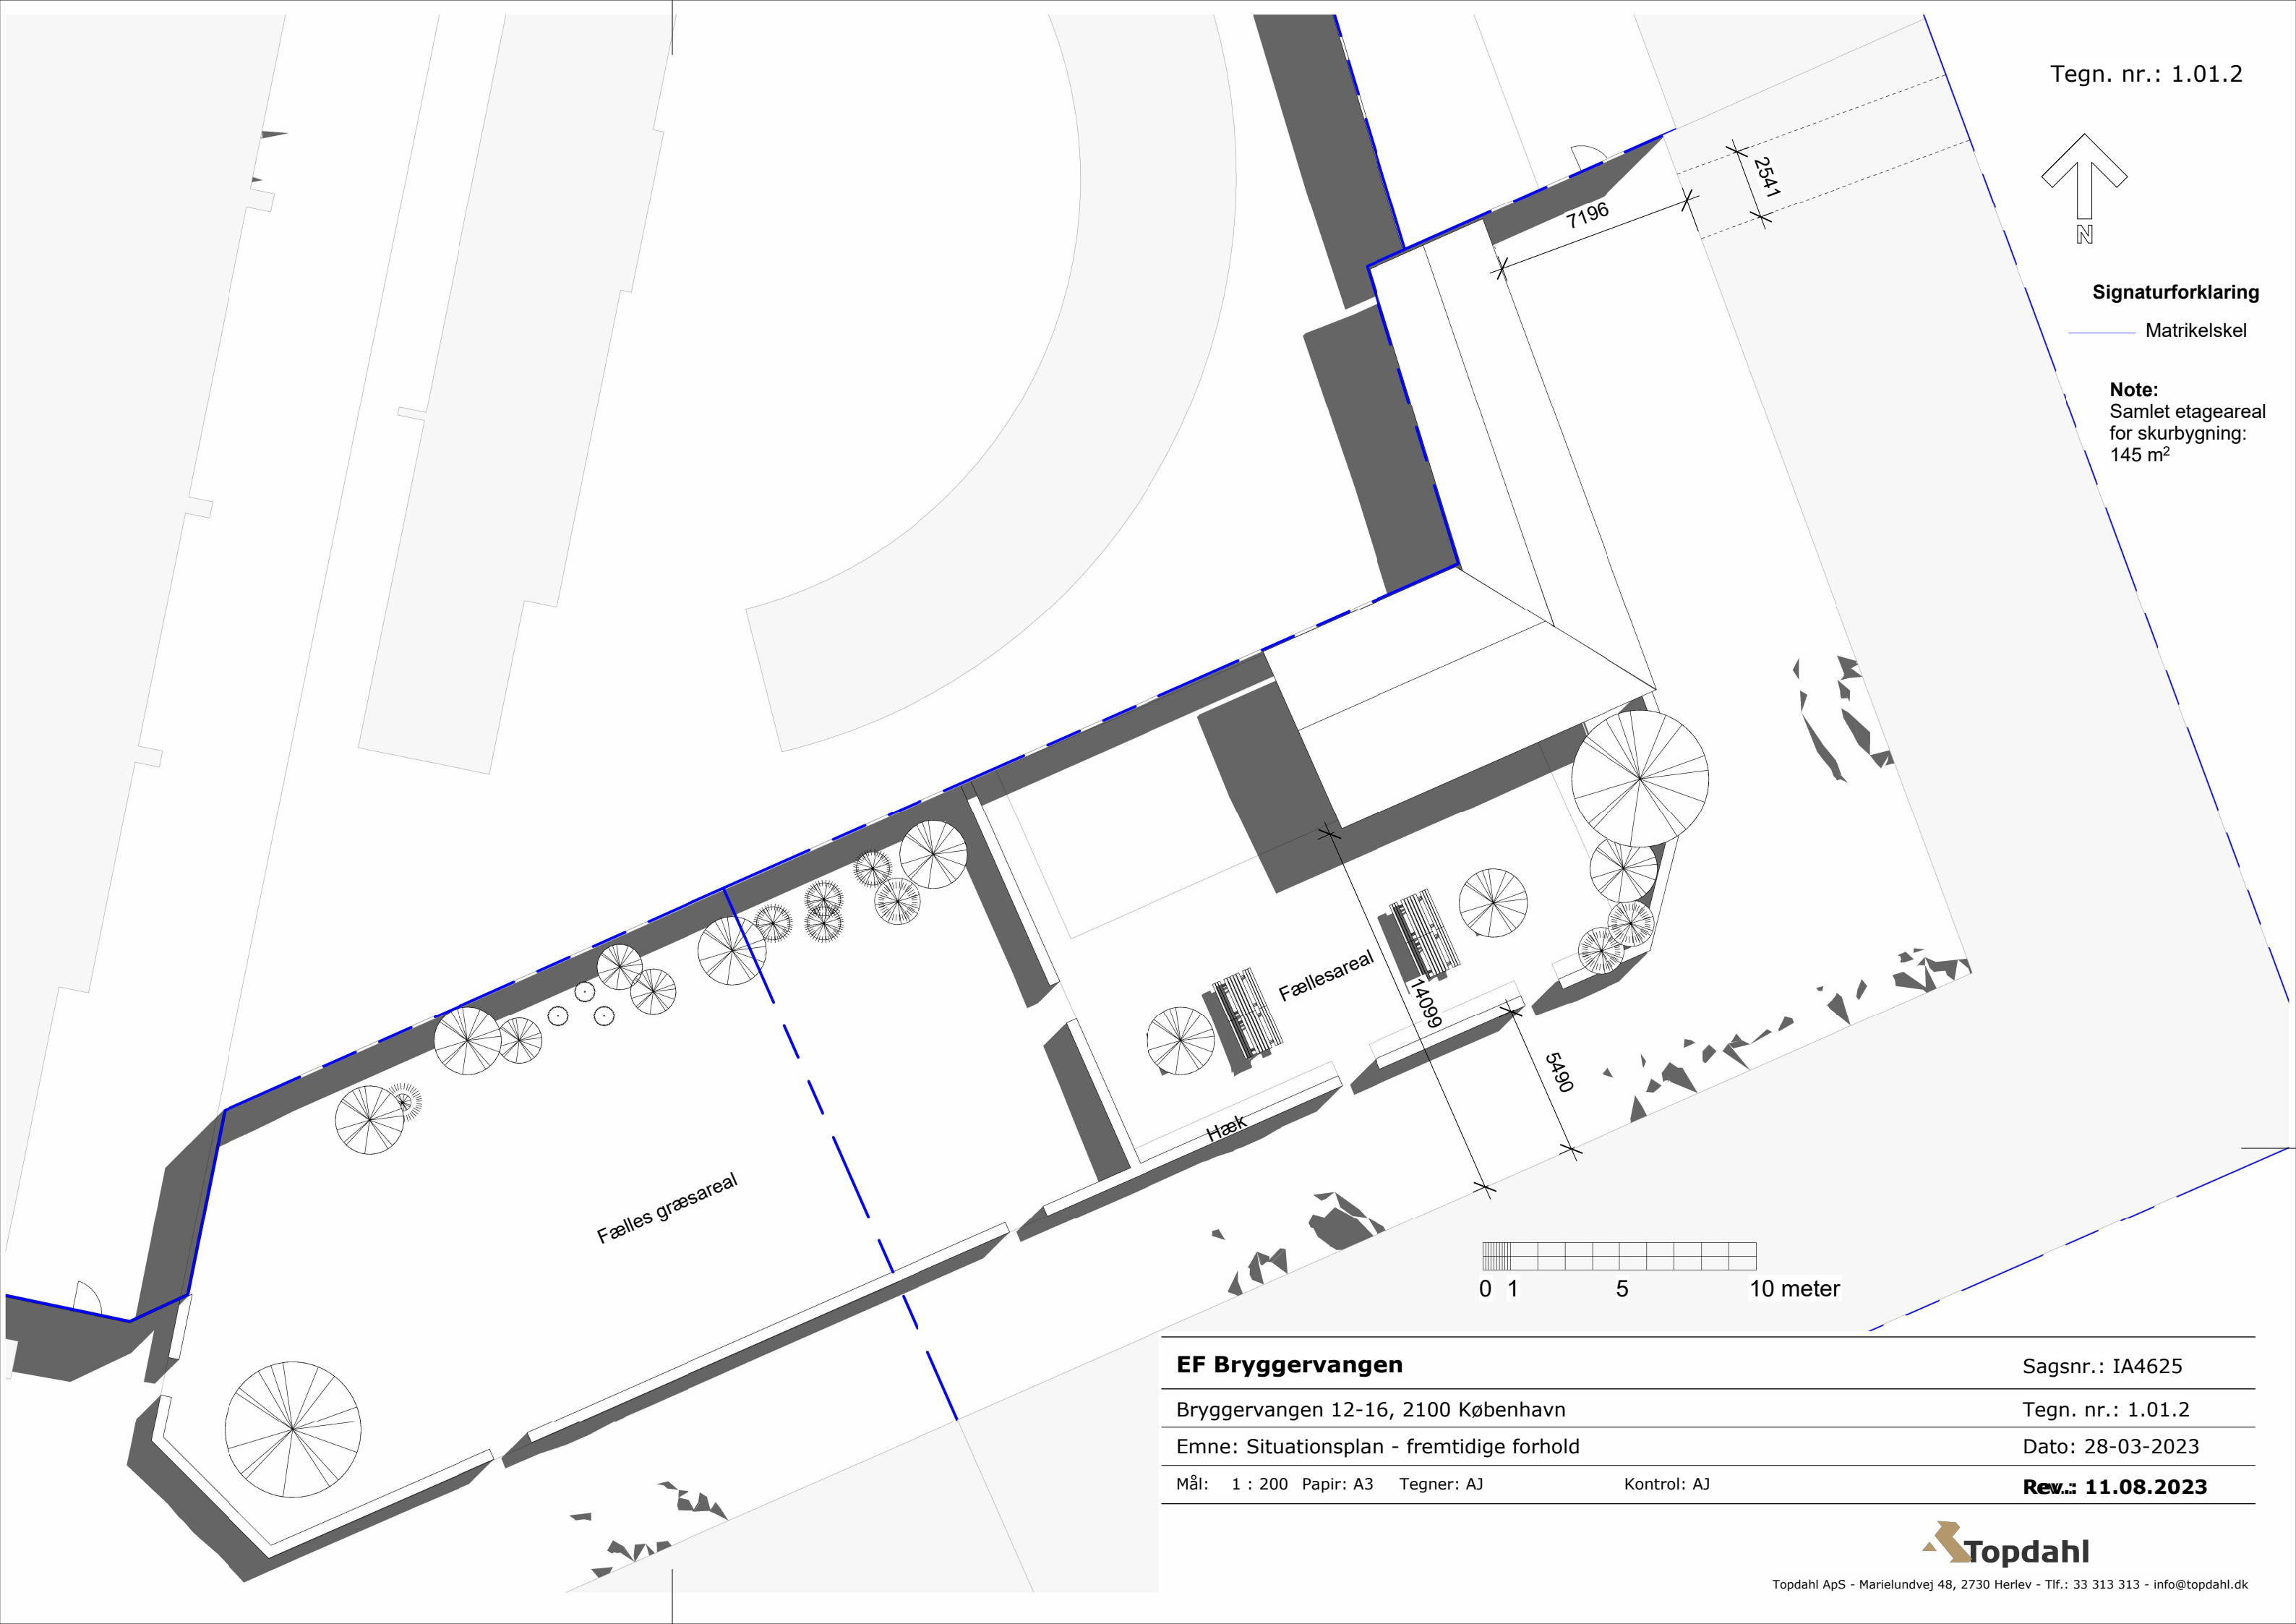 Tegn. nr.: 1.01.2
2541
7196
N
Signaturforklaring
Matrikelskel
Note:
Samlet etageareal
for skurbygning:
145 m²
Fællesareal
14099
5490
Hæk
Fælles græsareal
0 1 5 10 meter
EF Bryggervangen
Sagsnr.: IA4625
Bryggervangen 12-16, 2100 København
Tegn. nr.: 1.01.2
Emne: Situationsplan - fremtidige forhold
Dato: 28-03-2023
Mål: 1 : 200 Papir: A3 Tegner: AJ Kontrol: AJ
Rev.: 11.08.2023
Topdahl
Topdahl ApS - Marielundvej 48, 2730 Herlev - Tlf.: 33 313 313 - info@topdahl.dk